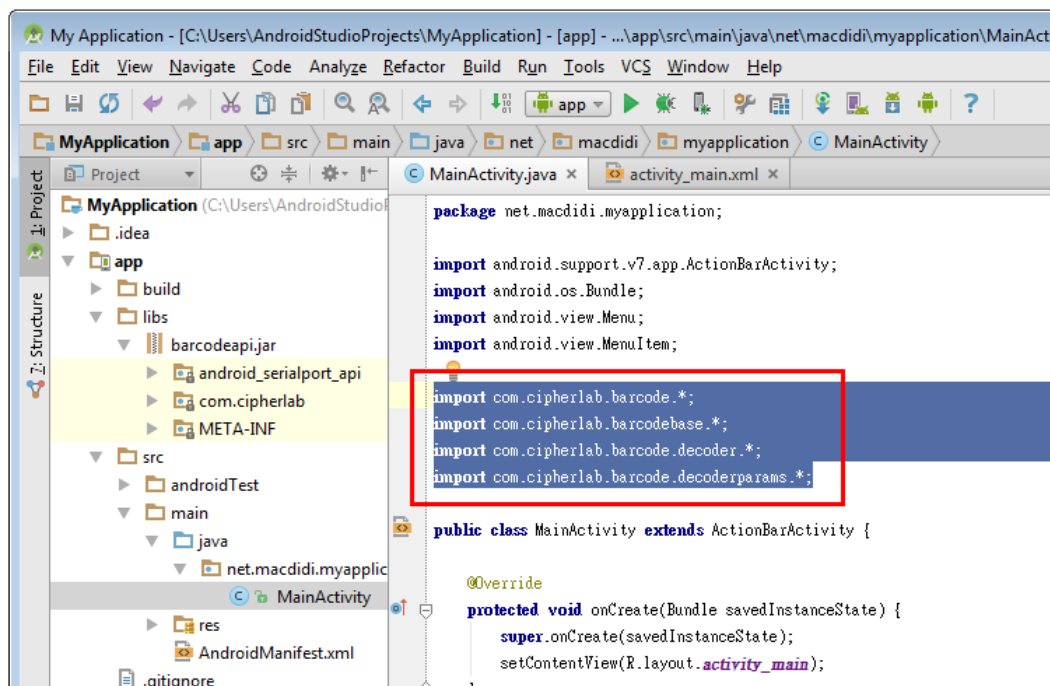 My Application - [C:\Users\AndroidStudioProjects\MyApplication] - [app] - ...\app\src\main\java\net\macdidi\myapplication\MainAct
File Edit View Navigate Code Analyze Refactor Build Run Tools VCS Window Help
app
MyApplication app src main java net macdidi myapplication MainActivity
1: Project
7: Structure
Project
MyApplication (C:\Users\AndroidStudioP
.idea
app
build
libs
barcodeapi.jar
android_serialport_api
com.cipherlab
META-INF
src
androidTest
main
java
net.macdidi.myapplic
MainActivity
res
AndroidManifest.xml
.gitignore
MainActivity.java
activity_main.xml
package net.macdidi.myapplication;
import android.support.v7.app.ActionBarActivity;
import android.os.Bundle;
import android.view.Menu;
import android.view.MenuItem;
import com.cipherlab.barcode.*;
import com.cipherlab.barcodebase.*;
import com.cipherlab.barcode.decoder.*;
import com.cipherlab.barcode.decoderparams.*;
public class MainActivity extends ActionBarActivity {
@Override
protected void onCreate(Bundle savedInstanceState) {
super.onCreate(savedInstanceState);
setContentView(R.layout.activity_main);